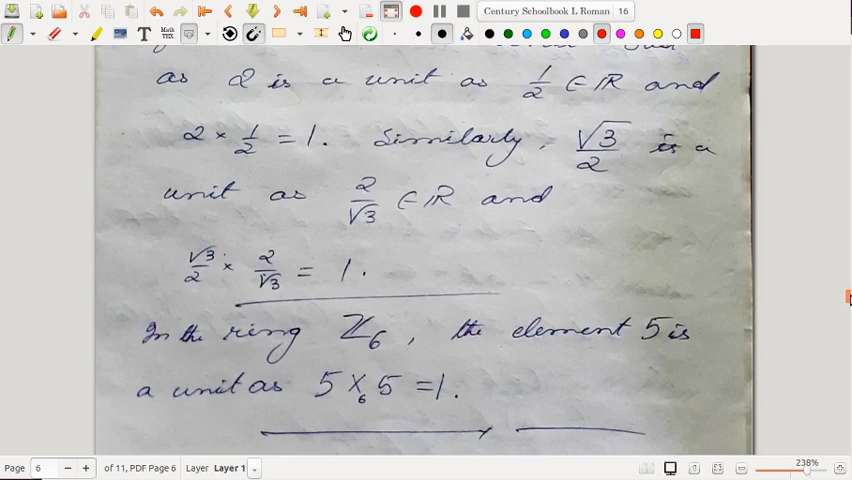 Century Schoolbook L Roman 16
Math TEX
as 2 is a unit as 1/2 ∈ ℝ and
2 × 1/2 = 1. Similarly, √3/2 is a
unit as 2/√3 ∈ ℝ and
√3/2 × 2/√3 = 1.
In the ring ℤ₆, the element 5 is
a unit as 5 ×₆ 5 = 1.
Page 6 of 11, PDF Page 6 Layer Layer 1 238%